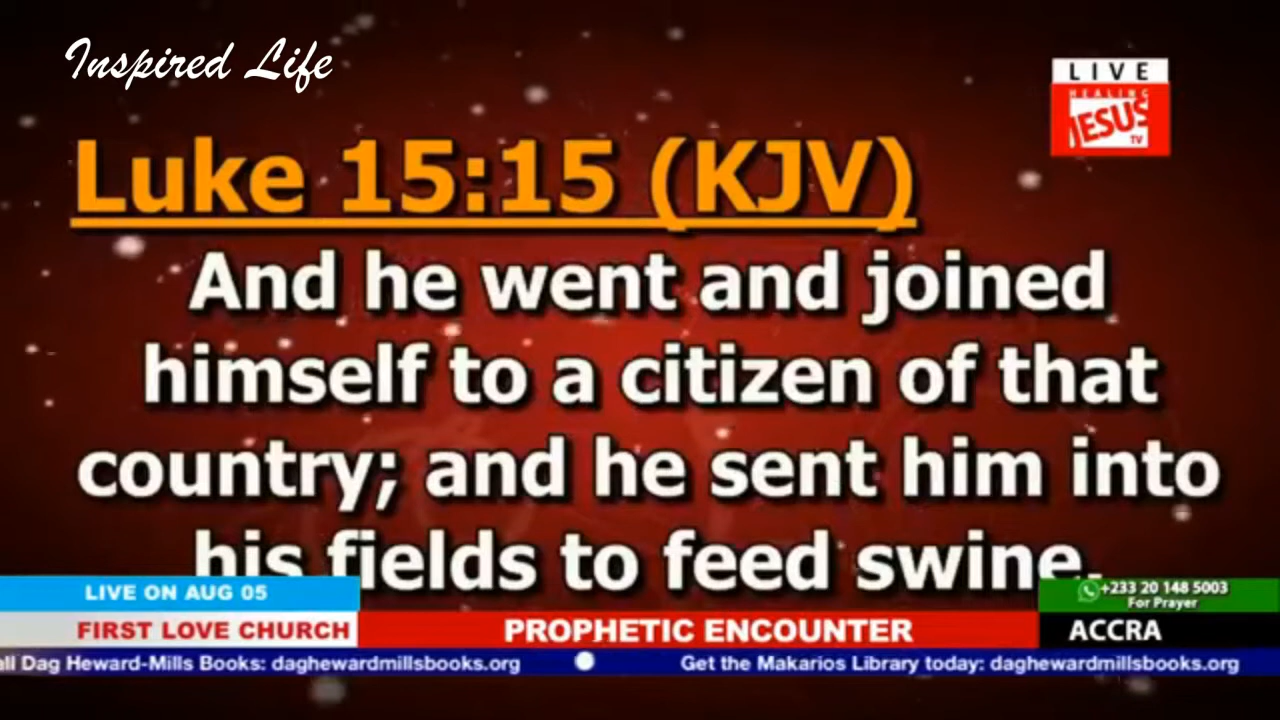 Inspired Life
LIVE
HEALING
JESUS
TV
Luke 15:15 (KJV)
And he went and joined
himself to a citizen of that
country; and he sent him into
his fields to feed swine.
LIVE ON AUG 05
+233 20 148 5003
For Prayer
FIRST LOVE CHURCH
PROPHETIC ENCOUNTER
ACCRA
Dag Heward-Mills Books: daghewardmillsbooks.org
Get the Makarios Library today: daghewardmillsbooks.org